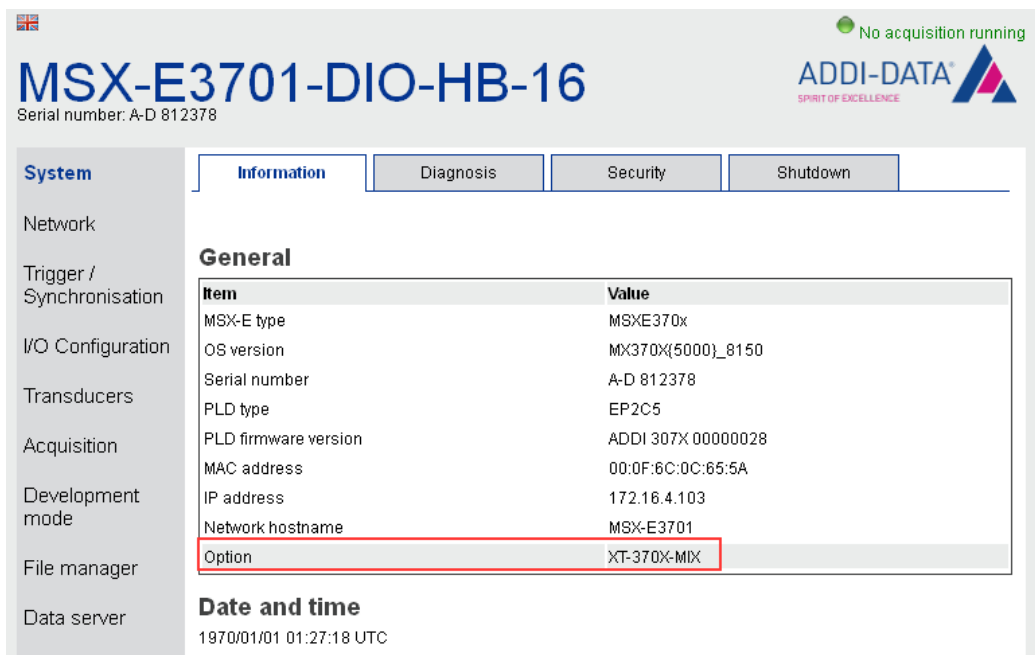 No acquisition running
MSX-E3701-DIO-HB-16
ADDI-DATA®
SPIRIT OF EXCELLENCE
Serial number: A-D 812378
System
Network
Trigger /
Synchronisation
I/O Configuration
Transducers
Acquisition
Development
mode
File manager
Data server
Information Diagnosis Security Shutdown
General
Item Value
MSX-E type MSXE370x
OS version MX370X{5000}_8150
Serial number A-D 812378
PLD type EP2C5
PLD firmware version ADDI 307X 00000028
MAC address 00:0F:6C:0C:65:5A
IP address 172.16.4.103
Network hostname MSX-E3701
Option XT-370X-MIX
Date and time
1970/01/01 01:27:18 UTC